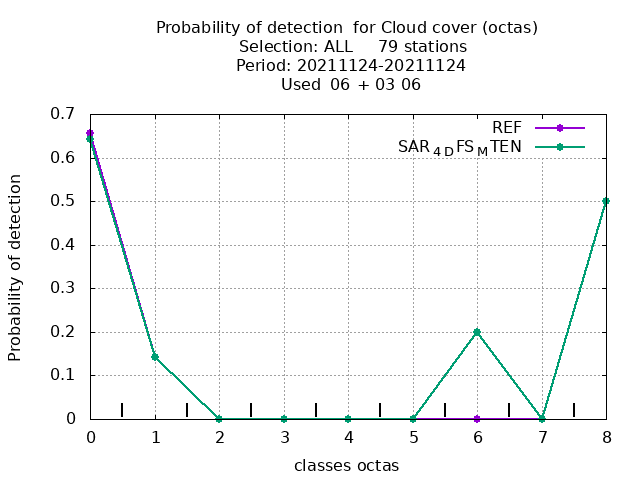 Probability of detection  for Cloud cover (octas)
Selection: ALL     79 stations
Period: 20211124-20211124
Used  06 + 03 06
REF
SAR4DFSMTEN
Probability of detection
0.7
0.6
0.5
0.4
0.3
0.2
0.1
0
0 1 2 3 4 5 6 7 8
classes octas